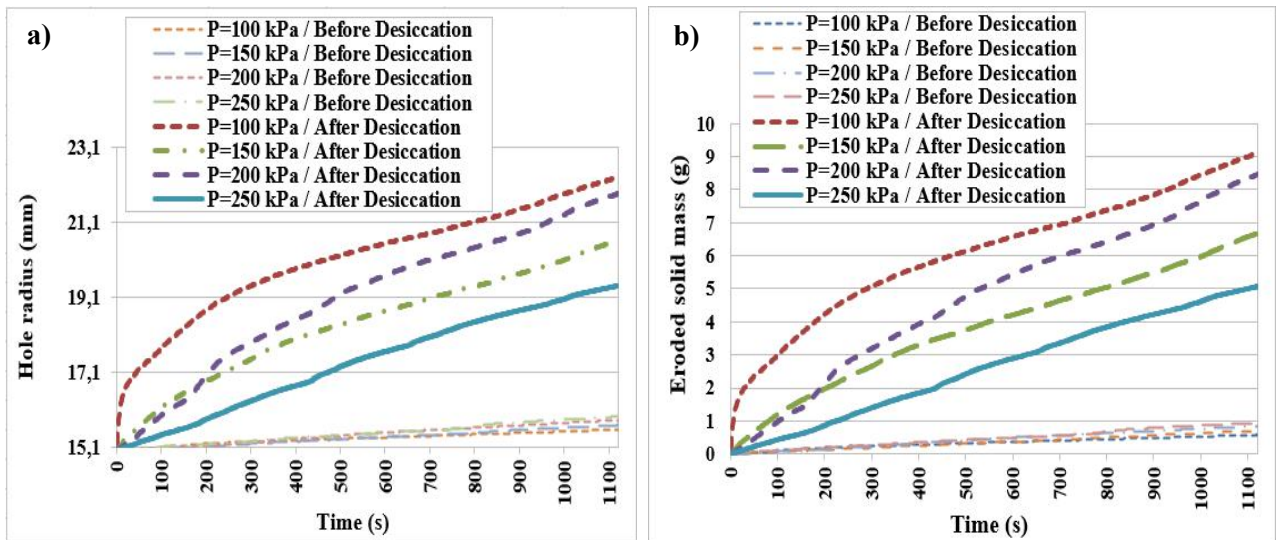 a)
P=100 kPa / Before Desiccation
P=150 kPa / Before Desiccation
P=200 kPa / Before Desiccation
P=250 kPa / Before Desiccation
P=100 kPa / After Desiccation
P=150 kPa / After Desiccation
P=200 kPa / After Desiccation
P=250 kPa / After Desiccation
Hole radius (mm)
23,1
21,1
19,1
17,1
15,1
0 100 200 300 400 500 600 700 800 900 1000 1100
Time (s)
b)
P=100 kPa / Before Desiccation
P=150 kPa / Before Desiccation
P=200 kPa / Before Desiccation
P=250 kPa / Before Desiccation
P=100 kPa / After Desiccation
P=150 kPa / After Desiccation
P=200 kPa / After Desiccation
P=250 kPa / After Desiccation
Eroded solid mass (g)
10
9
8
7
6
5
4
3
2
1
0
0 100 200 300 400 500 600 700 800 900 1000 1100
Time (s)